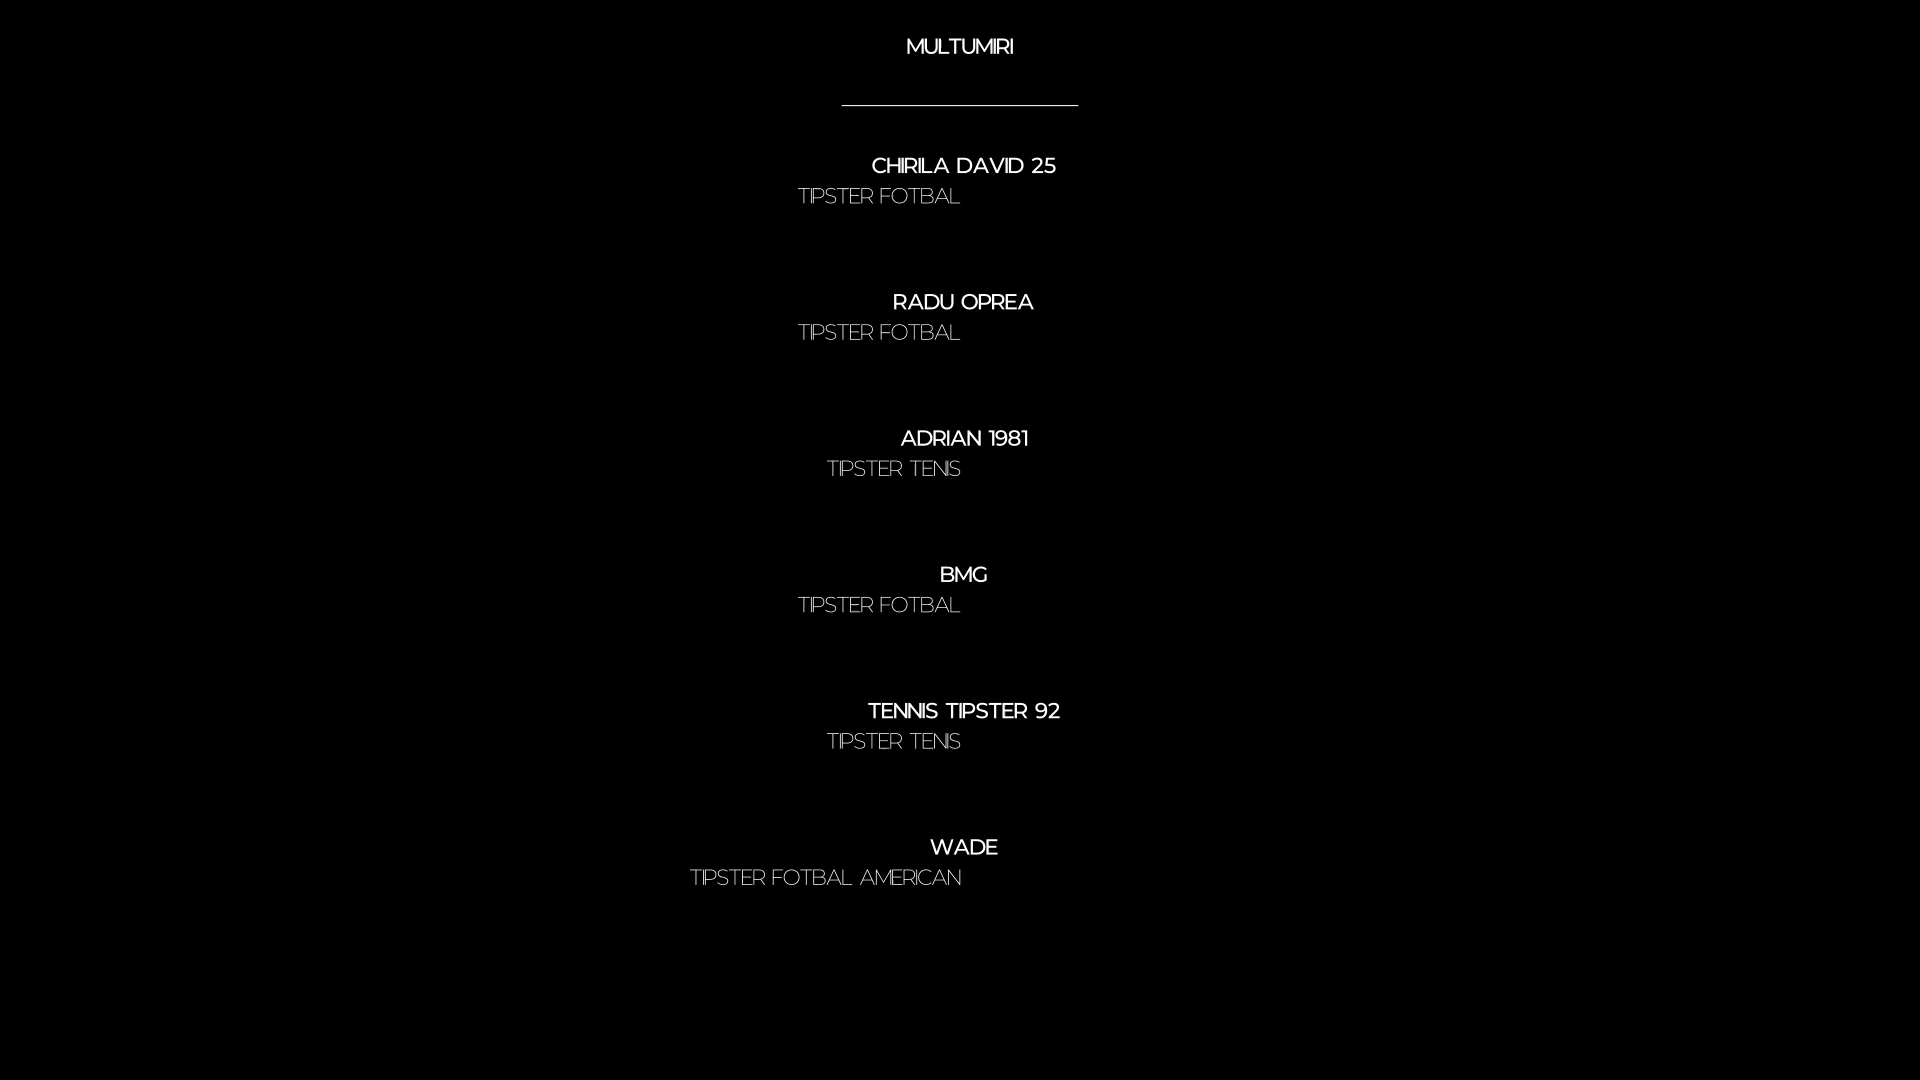 MULTUMIRI
CHIRILA DAVID 25
TIPSTER FOTBAL
RADU OPREA
TIPSTER FOTBAL
ADRIAN 1981
TIPSTER TENIS
BMG
TIPSTER FOTBAL
TENNIS TIPSTER 92
TIPSTER TENIS
WADE
TIPSTER FOTBAL AMERICAN